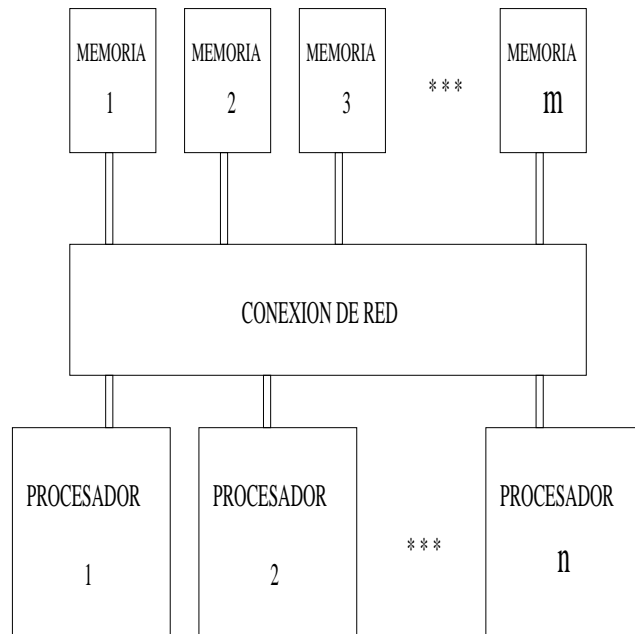 MEMORIA MEMORIA MEMORIA MEMORIA
1 2 3 *** m
CONEXION DE RED
PROCESADOR PROCESADOR PROCESADOR
1 2 *** n